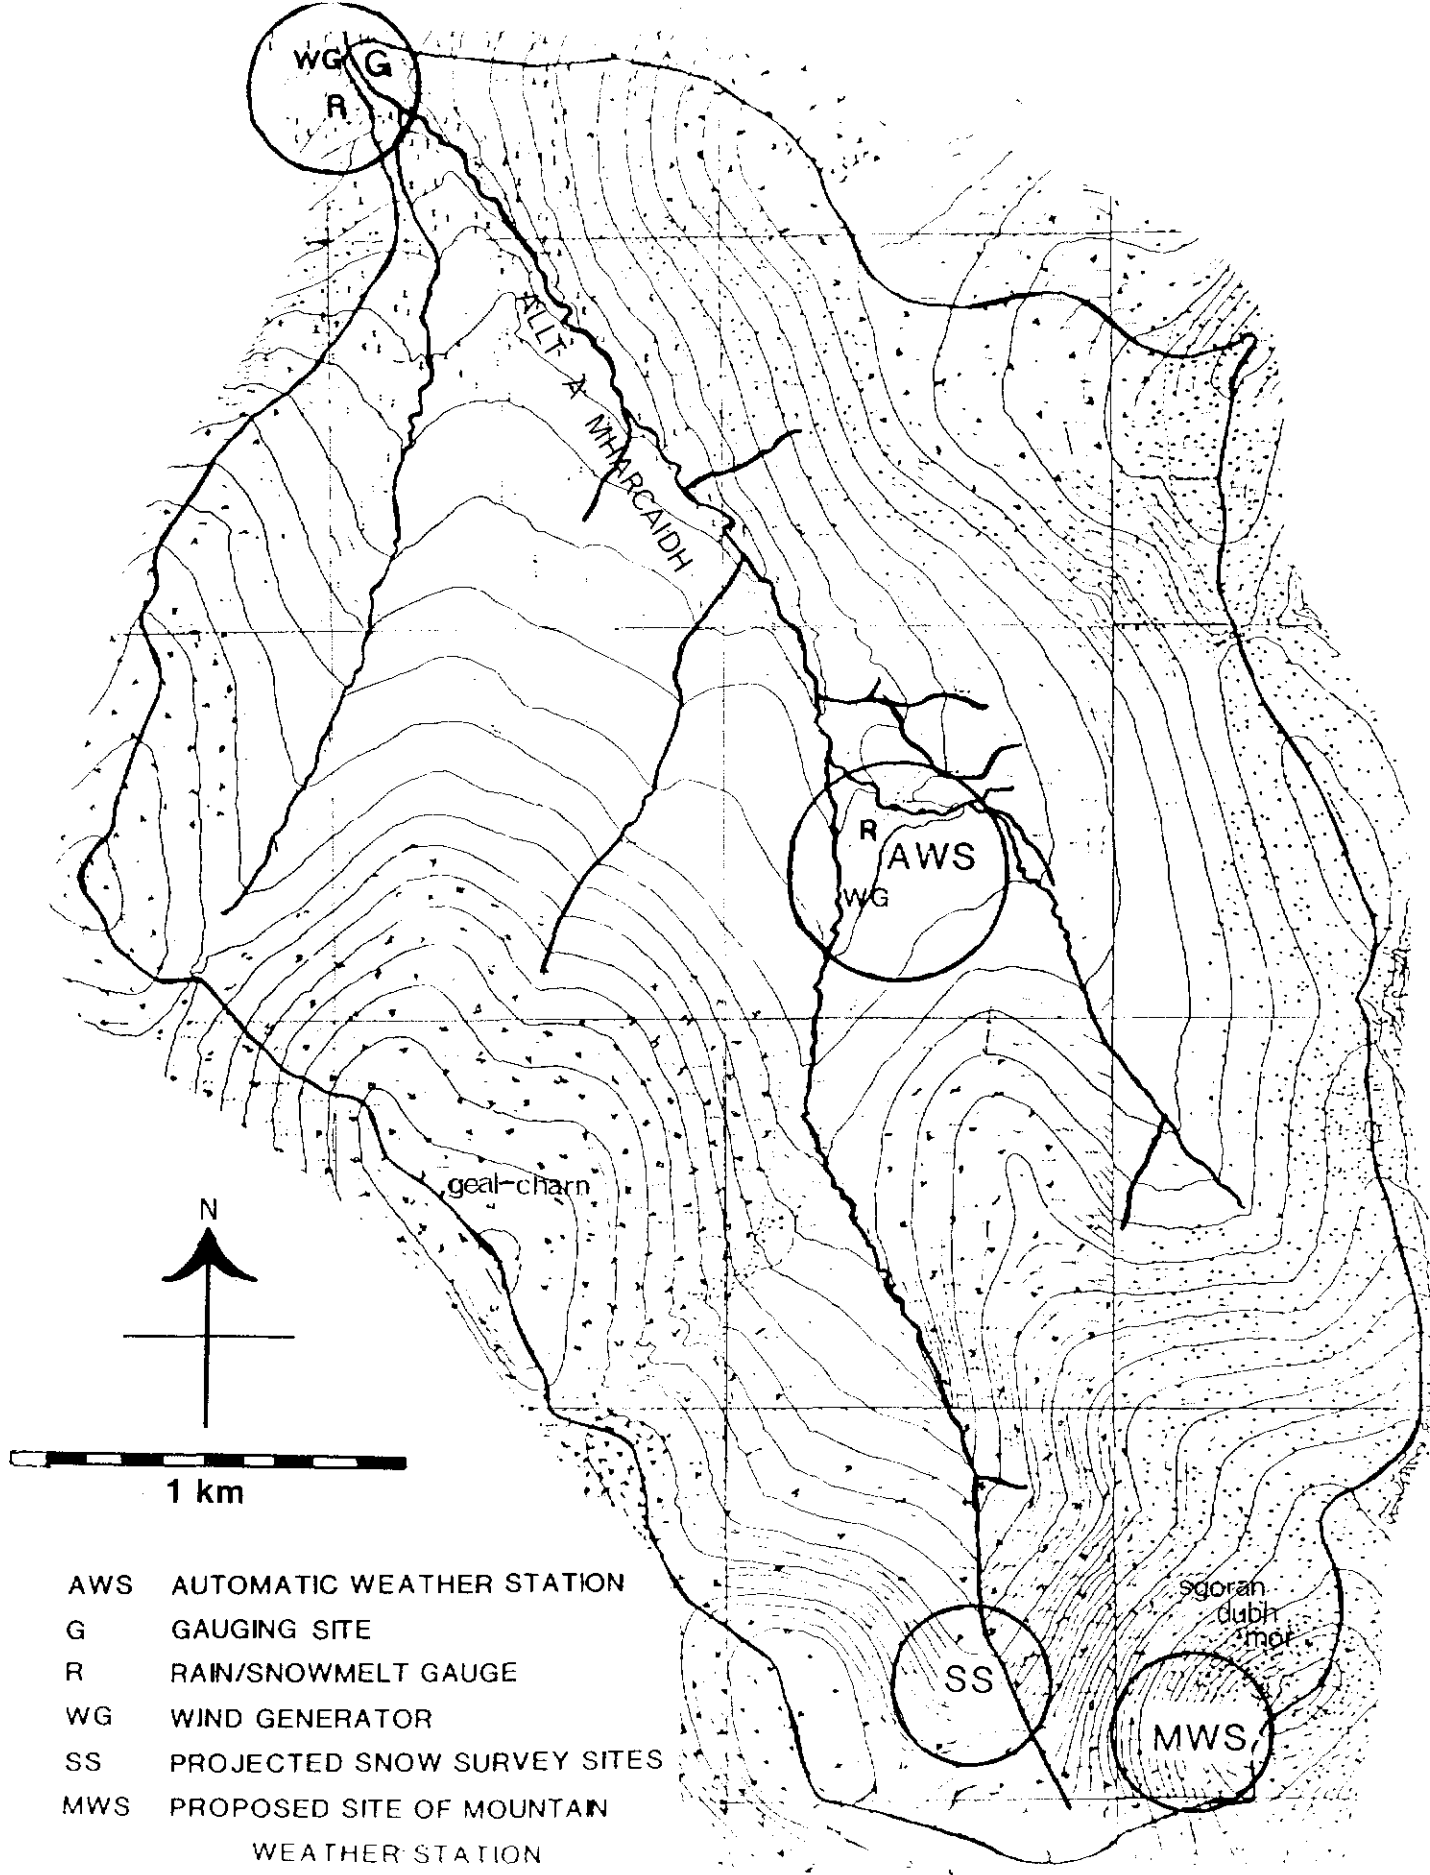 WG G
R
ALLT A MHARCAIDH
R
AWS
WG
geal-charn
N
1 km
sgoran
dubh
mor
SS
MWS
AWS AUTOMATIC WEATHER STATION
G GAUGING SITE
R RAIN/SNOWMELT GAUGE
WG WIND GENERATOR
SS PROJECTED SNOW SURVEY SITES
MWS PROPOSED SITE OF MOUNTAIN
WEATHER STATION